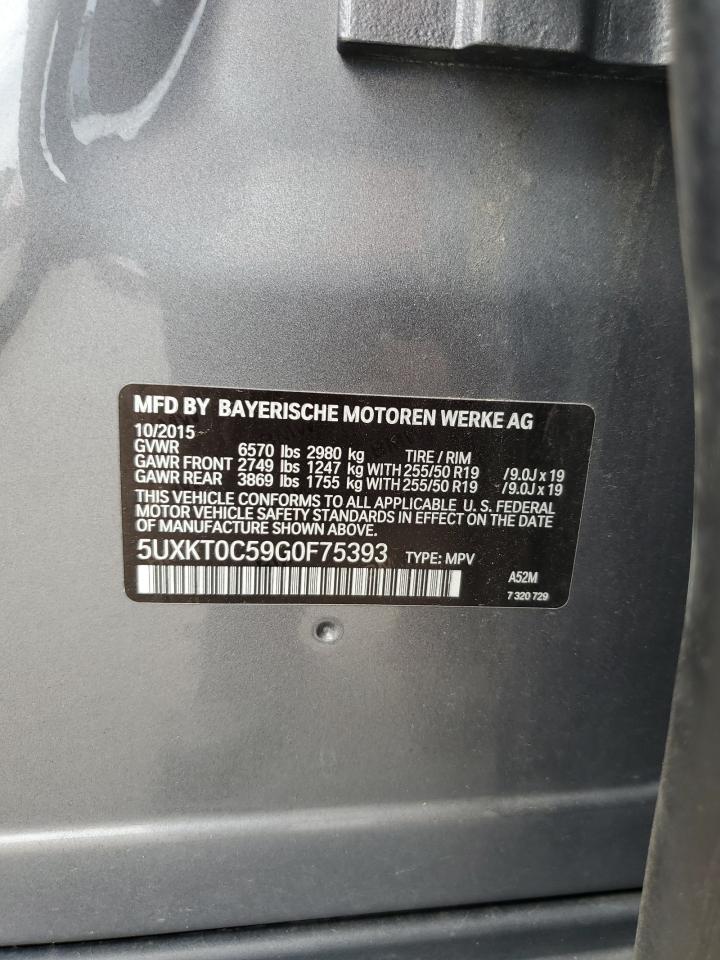 MFD BY BAYERISCHE MOTOREN WERKE AG
10/2015
GVWR 6570 lbs 2980 kg TIRE / RIM
GAWR FRONT 2749 lbs 1247 kg WITH 255/50 R19 /9.0J x 19
GAWR REAR 3869 lbs 1755 kg WITH 255/50 R19 /9.0J x 19
THIS VEHICLE CONFORMS TO ALL APPLICABLE U. S. FEDERAL
MOTOR VEHICLE SAFETY STANDARDS IN EFFECT ON THE DATE
OF MANUFACTURE SHOWN ABOVE.
5UXKT0C59G0F75393 TYPE: MPV
A52M
7 320 729